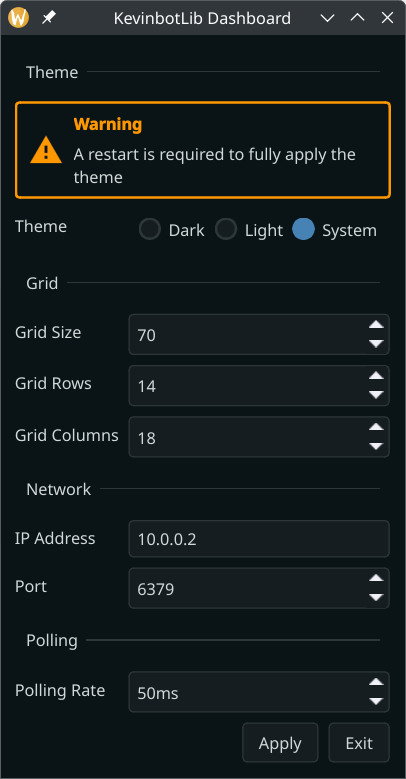 KevinbotLib Dashboard
Theme
Warning
A restart is required to fully apply the
theme
Theme Dark Light System
Grid
Grid Size 70
Grid Rows 14
Grid Columns 18
Network
IP Address 10.0.0.2
Port 6379
Polling
Polling Rate 50ms
Apply Exit